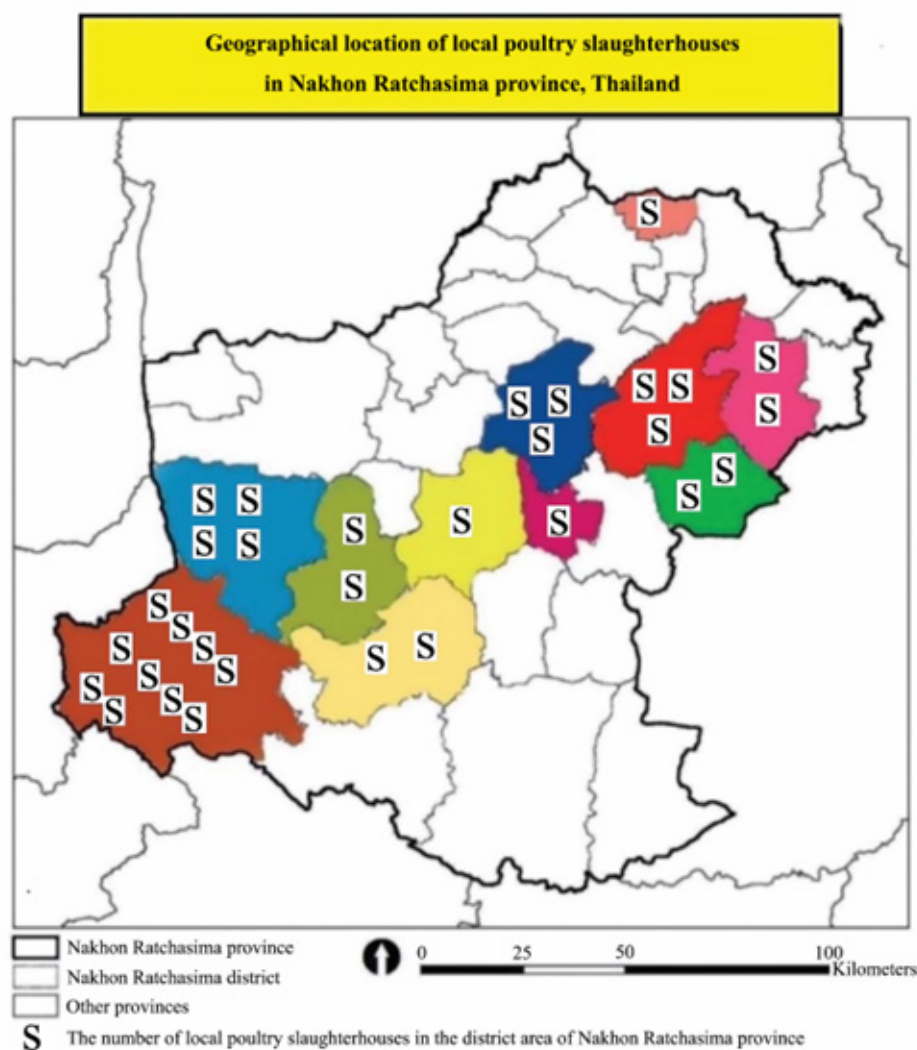 Geographical location of local poultry slaughterhouses
in Nakhon Ratchasima province, Thailand
S
S
S S S S
S
S
S
S
S S S
S S S
S S
S
S
S
S S S S
S S
S S
S S
Nakhon Ratchasima province
Nakhon Ratchasima district
Other provinces
0 25 50 100
Kilometers
S The number of local poultry slaughterhouses in the district area of Nakhon Ratchasima province